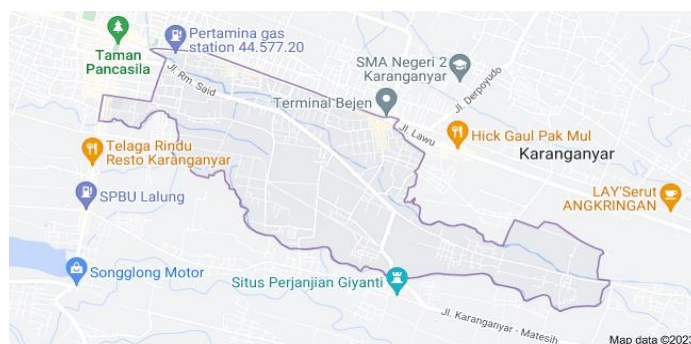 Pertamina gas
station 44.577.20
Taman
Pancasila
SMA Negeri 2
Karanganyar
Jl. Rm. Said
Terminal Bejen
Jl. Derpoyudo
Jl. Lawu
Hick Gaul Pak Mul
Karanganyar
Telaga Rindu
Resto Karanganyar
SPBU Lalung
LAY'Serut
ANGKRINGAN
Songglong Motor
Situs Perjanjian Giyanti
Jl. Karanganyar - Matesih
Map data ©2023